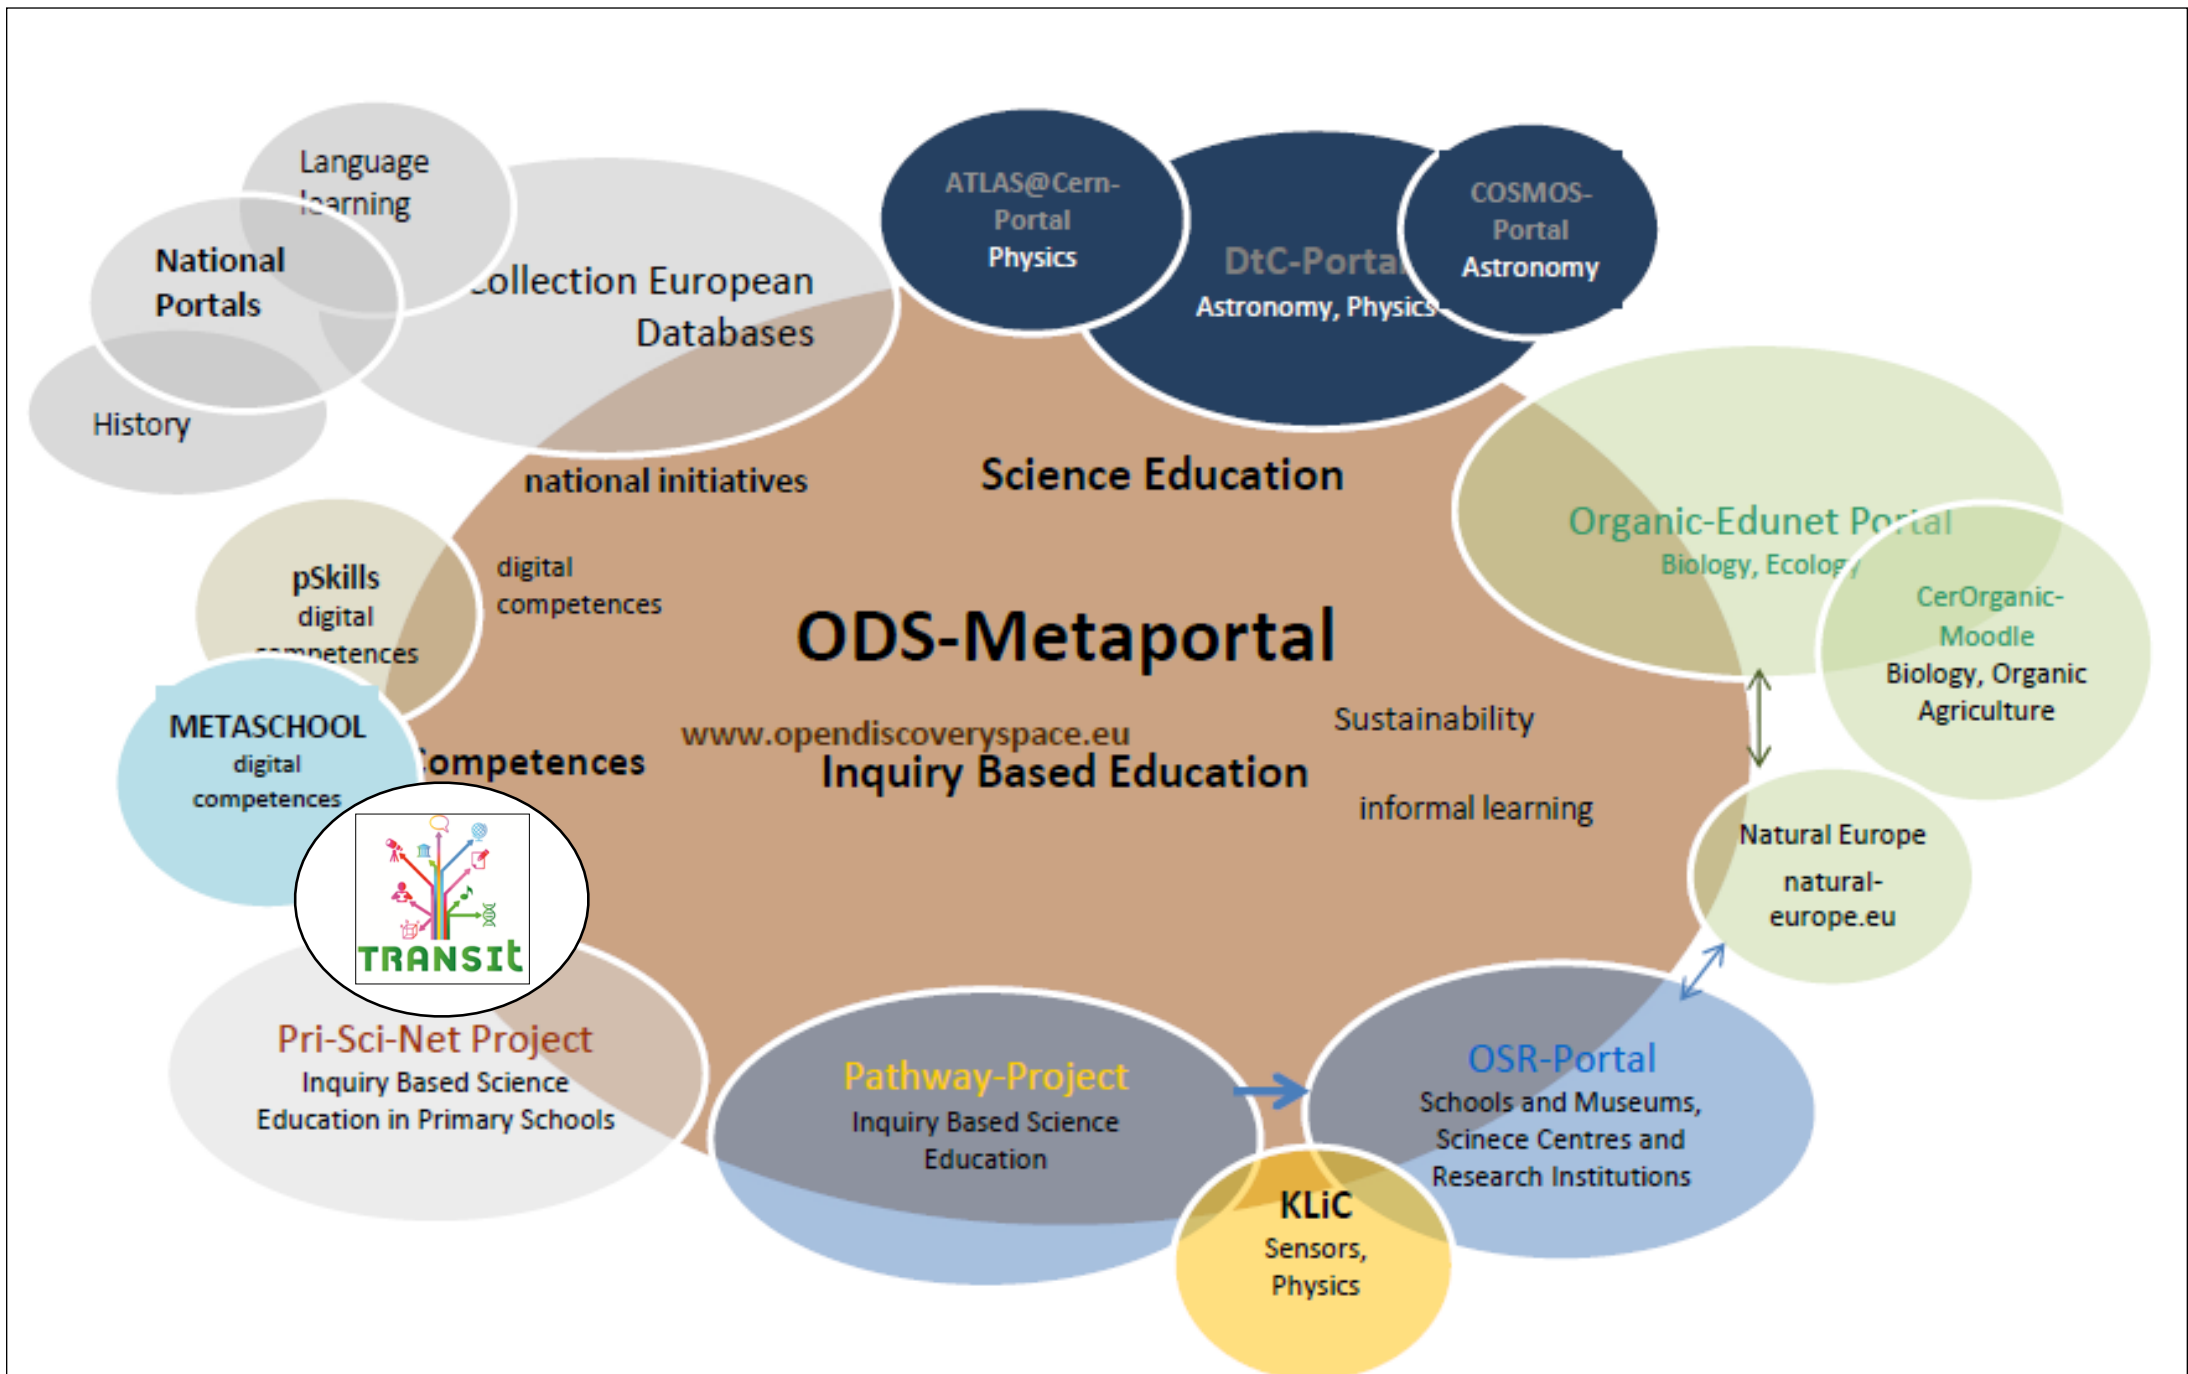 Language
learning
National
Portals
History
Collection European
Databases
ATLAS@Cern-
Portal
Physics
DtC-Portal
Astronomy, Physics
COSMOS-
Portal
Astronomy
national initiatives
Science Education
Organic-Edunet Portal
Biology, Ecology
CerOrganic-
Moodle
Biology, Organic
Agriculture
pSkills
digital
competences
digital
competences
ODS-Metaportal
www.opendiscoveryspace.eu
Inquiry Based Education
Sustainability
informal learning
METASCHOOL
digital
competences
Competences
Natural Europe
natural-
europe.eu
TRANSIt
Pri-Sci-Net Project
Inquiry Based Science
Education in Primary Schools
Pathway-Project
Inquiry Based Science
Education
OSR-Portal
Schools and Museums,
Scinece Centres and
Research Institutions
KLiC
Sensors,
Physics